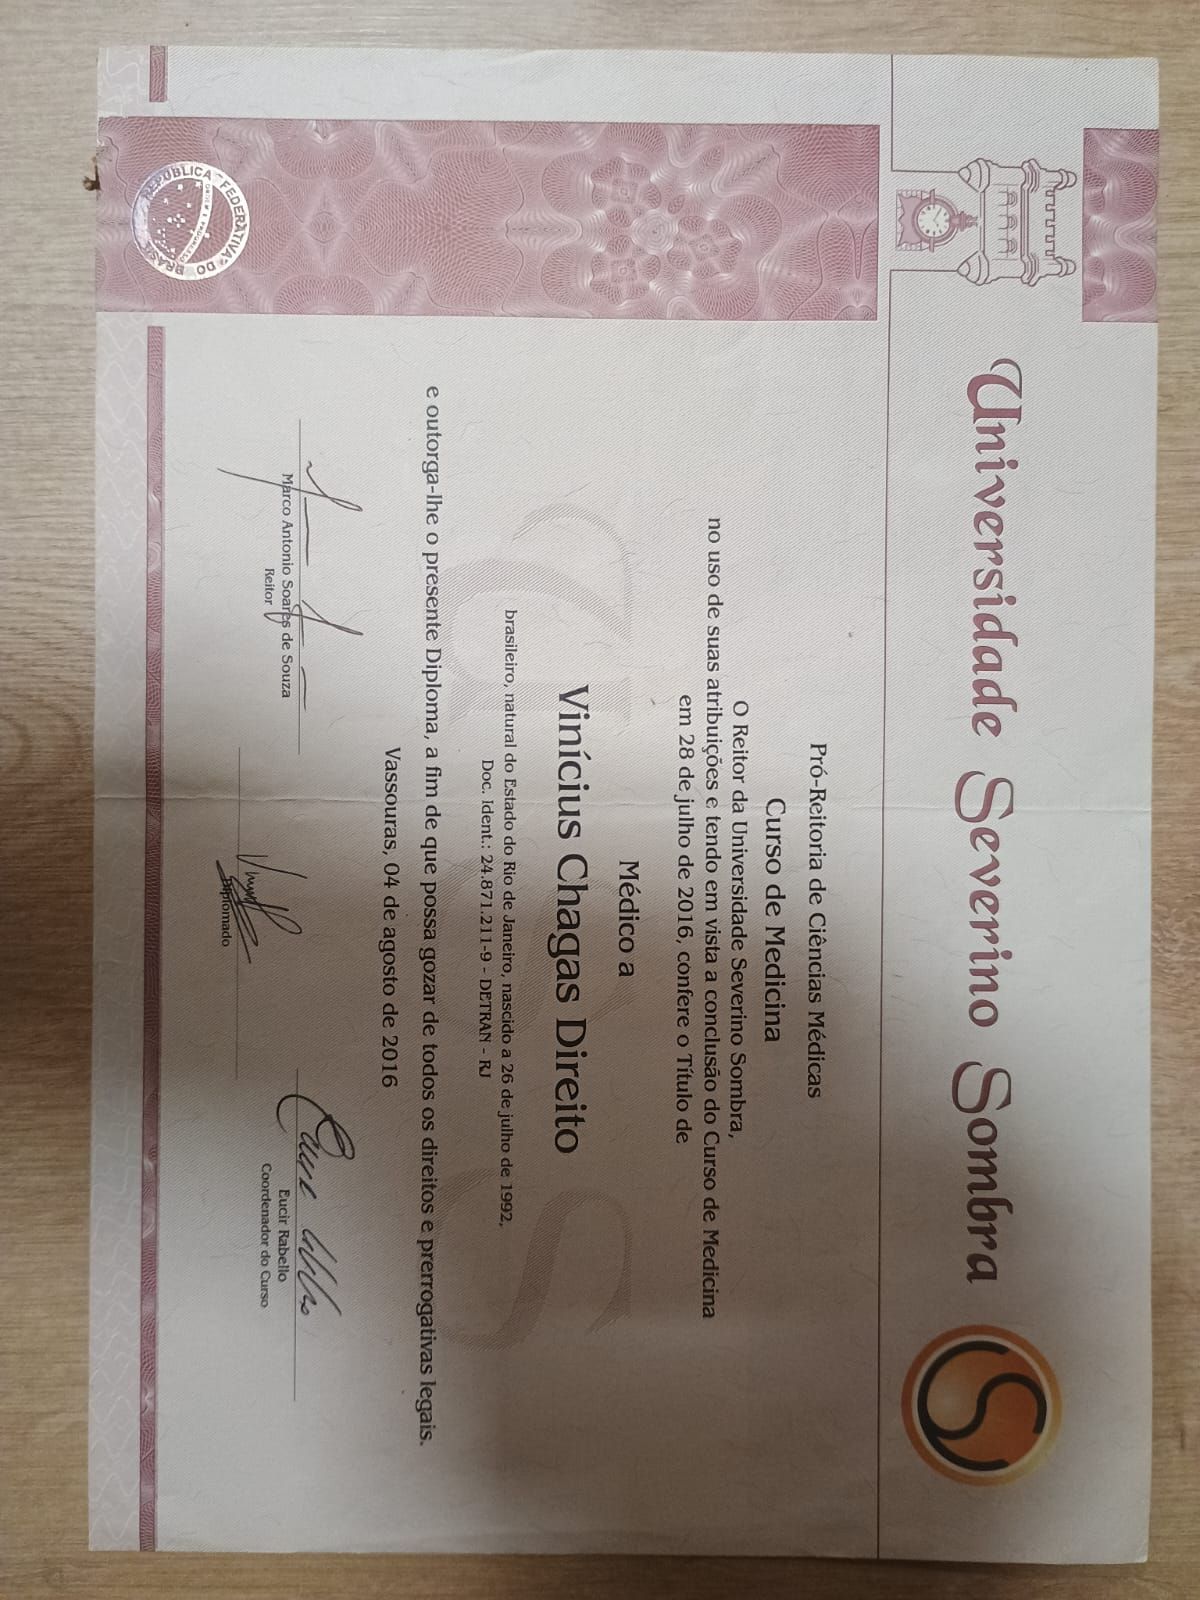 Universidade Severino Sombra
Pró-Reitoria de Ciências Médicas
Curso de Medicina
O Reitor da Universidade Severino Sombra,
no uso de suas atribuições e tendo em vista a conclusão do Curso de Medicina
em 28 de julho de 2016, confere o Título de
Médico a
Vinícius Chagas Direito
brasileiro, natural do Estado do Rio de Janeiro, nascido a 26 de julho de 1992,
Doc. Ident.: 24.871.211-9 - DETRAN - RJ
e outorga-lhe o presente Diploma, a fim de que possa gozar de todos os direitos e prerrogativas legais.
Vassouras, 04 de agosto de 2016
Marco Antonio Soares de Souza
Reitor
Diplomado
Eucir Rabello
Coordenador do Curso
REPÚBLICA FEDERATIVA DO BRASIL